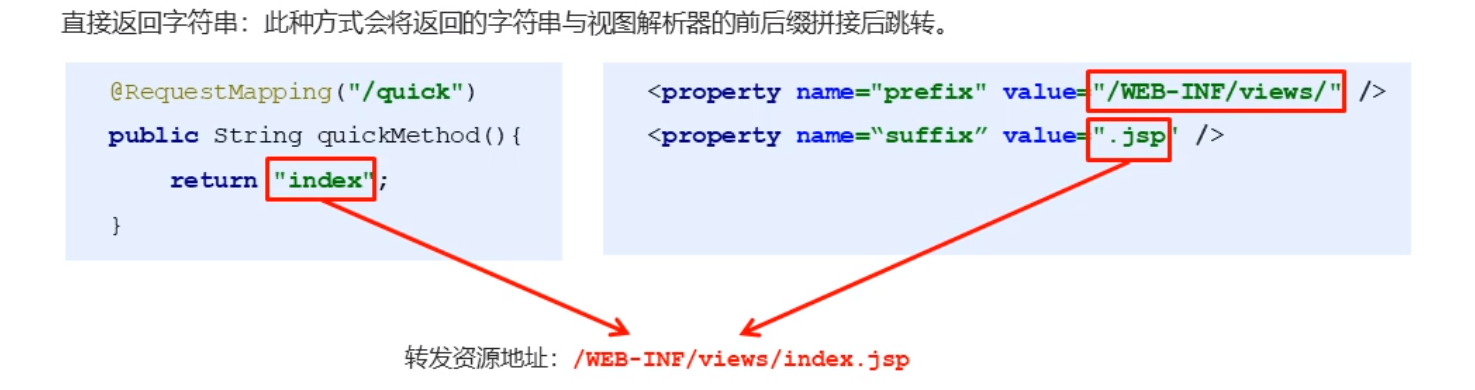 直接返回字符串：此种方式会将返回的字符串与视图解析器的前后缀拼接后跳转。
@RequestMapping("/quick")
public String quickMethod(){
return "index";
}
<property name="prefix" value="/WEB-INF/views/" />
<property name=“suffix” value=".jsp" />
转发资源地址：/WEB-INF/views/index.jsp